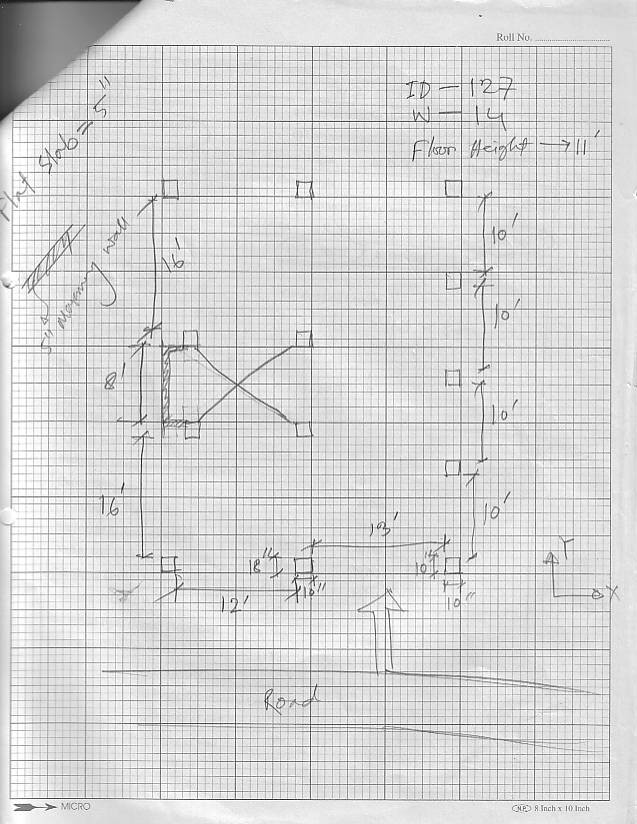 Roll No.
ID — 127
W — 14
Floor Height → 11'
Flat Slab = 5"
5" Masonry wall
16'
10'
10'
8'
10'
16'
10'
13'
18"
10"
10"
12'
10"
Y
X
Road
MICRO
NP 8 Inch x 10 Inch